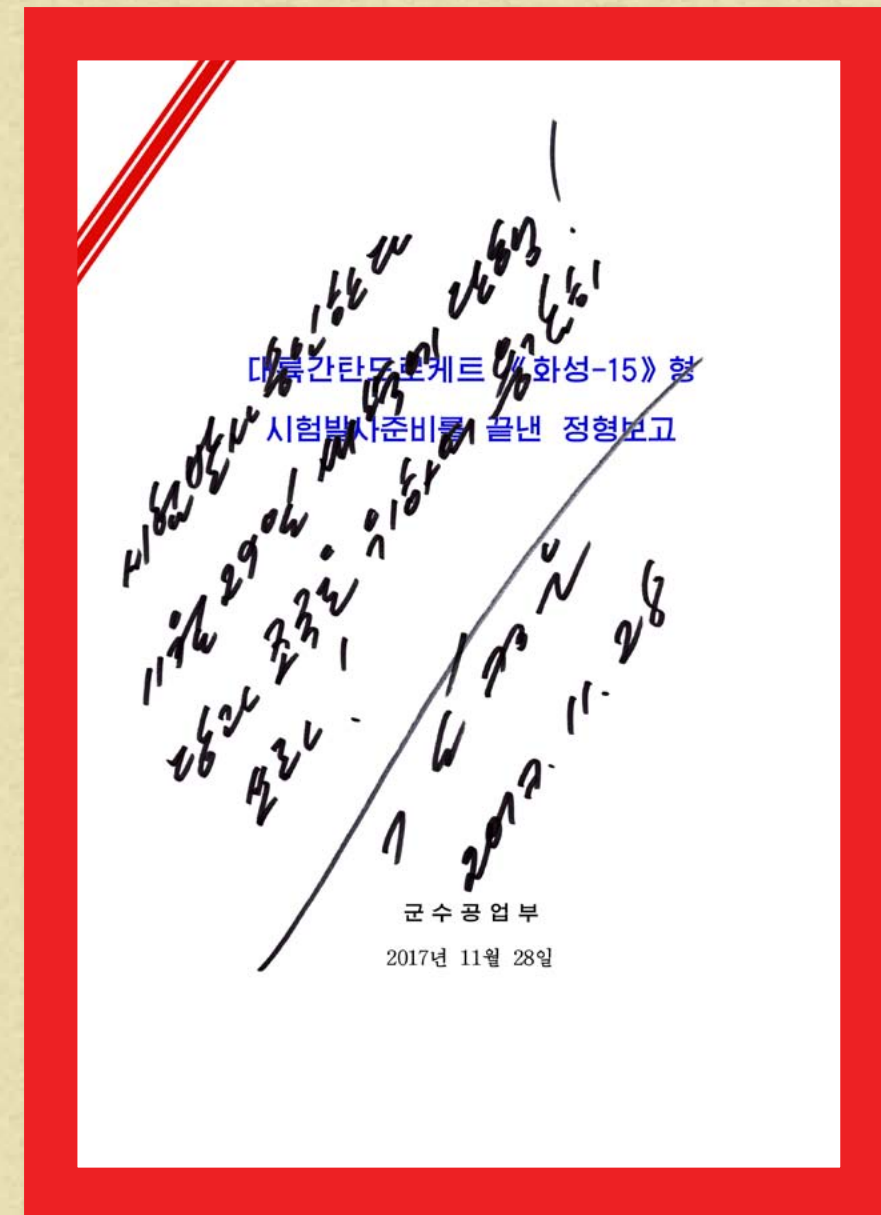 시험발사 승인한다
11월 29일 새벽에 단행!
당과 조국을 위하여 용감히
쏘라!
김정은
2017. 11. 28
대륙간탄도로케트 《화성-15》형
시험발사준비를 끝낸 정형보고
군수공업부
2017년 11월 28일